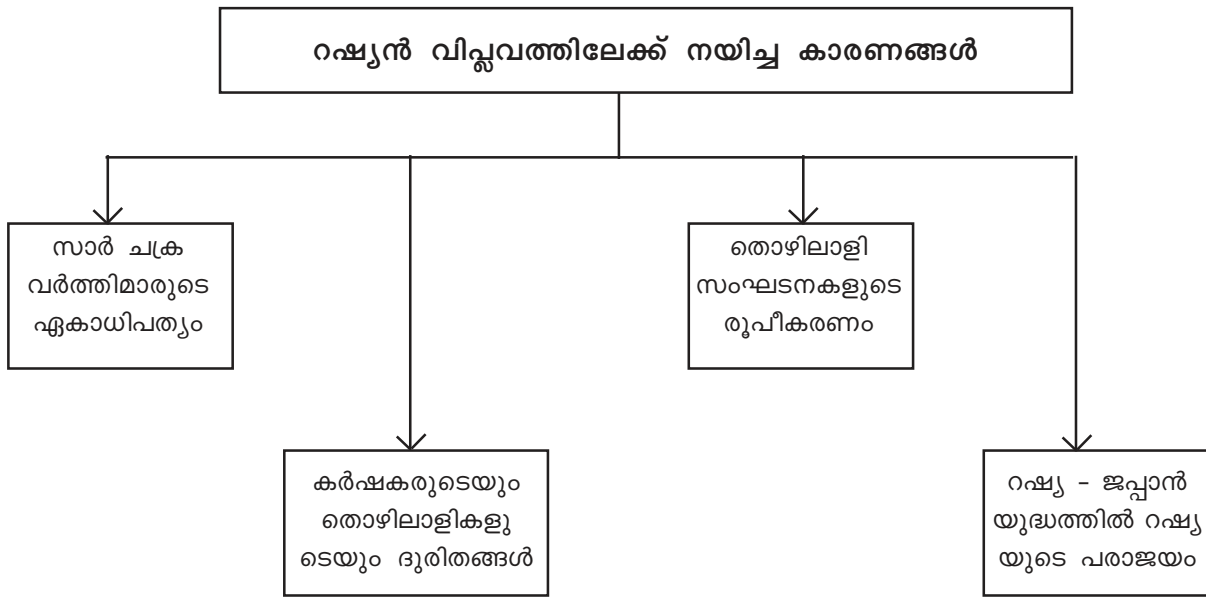 റഷ്യൻ വിപ്ലവത്തിലേക്ക് നയിച്ച കാരണങ്ങൾ
സാർ ചക്ര
വർത്തിമാരുടെ
ഏകാധിപത്യം
കർഷകരുടെയും
തൊഴിലാളികളു
ടെയും ദുരിതങ്ങൾ
തൊഴിലാളി
സംഘടനകളുടെ
രൂപീകരണം
റഷ്യ - ജപ്പാൻ
യുദ്ധത്തിൽ റഷ്യ
യുടെ പരാജയം